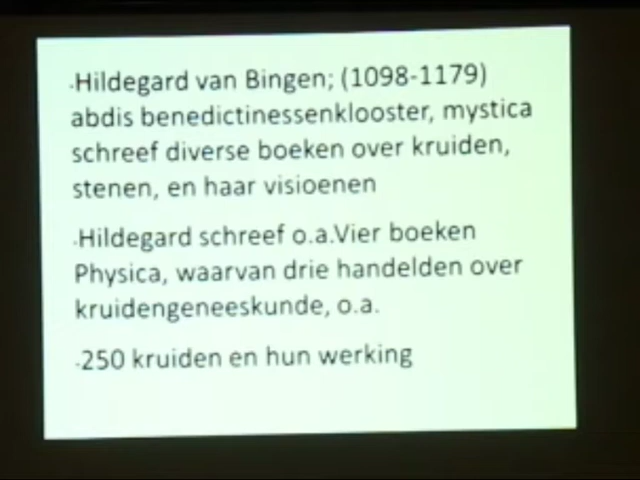 ·Hildegard van Bingen; (1098-1179)
abdis benedictinessenklooster, mystica
schreef diverse boeken over kruiden,
stenen, en haar visioenen
·Hildegard schreef o.a.Vier boeken
Physica, waarvan drie handelden over
kruidengeneeskunde, o.a.
·250 kruiden en hun werking